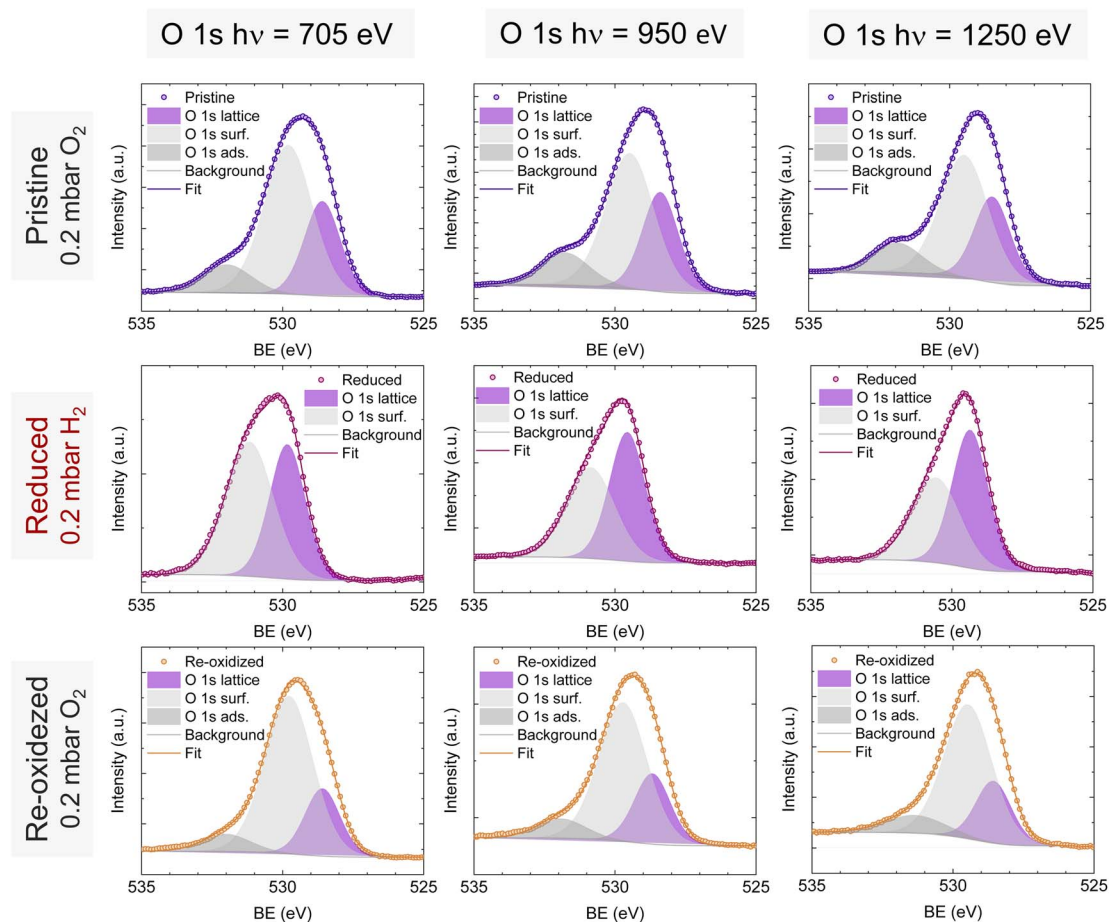 O 1s hν = 705 eV
O 1s hν = 950 eV
O 1s hν = 1250 eV
Pristine
0.2 mbar O₂
Intensity (a.u.)
Pristine
O 1s lattice
O 1s surf.
O 1s ads.
Background
Fit
535
530
525
BE (eV)
Intensity (a.u.)
Pristine
O 1s lattice
O 1s surf.
O 1s ads.
Background
Fit
535
530
525
BE (eV)
Intensity (a.u.)
Pristine
O 1s lattice
O 1s surf.
O 1s ads.
Background
Fit
535
530
525
BE (eV)
Reduced
0.2 mbar H₂
Intensity (a.u.)
Reduced
O 1s lattice
O 1s surf.
Background
Fit
535
530
525
BE (eV)
Intensity (a.u.)
Reduced
O 1s lattice
O 1s surf.
Background
Fit
535
530
525
BE (eV)
Intensity (a.u.)
Reduced
O 1s lattice
O 1s surf.
Background
Fit
535
530
525
BE (eV)
Re-oxidezed
0.2 mbar O₂
Intensity (a.u.)
Re-oxidized
O 1s lattice
O 1s surf.
O 1s ads.
Background
Fit
535
530
525
BE (eV)
Intensity (a.u.)
Re-oxidized
O 1s lattice
O 1s surf.
O 1s ads.
Background
Fit
535
530
525
BE (eV)
Intensity (a.u.)
Re-oxidized
O 1s lattice
O 1s surf.
O 1s ads.
Background
Fit
535
530
525
BE (eV)